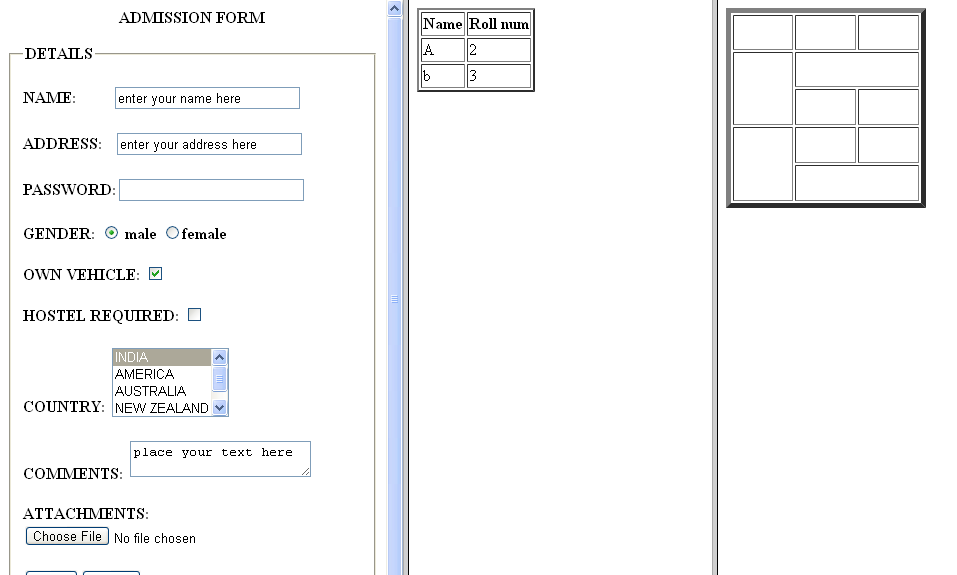 ADMISSION FORM
DETAILS
NAME: enter your name here
ADDRESS: enter your address here
PASSWORD:
GENDER: male female
OWN VEHICLE:
HOSTEL REQUIRED:
INDIA
AMERICA
AUSTRALIA
COUNTRY: NEW ZEALAND
COMMENTS: place your text here
ATTACHMENTS:
Choose File No file chosen
Name Roll num
A 2
b 3